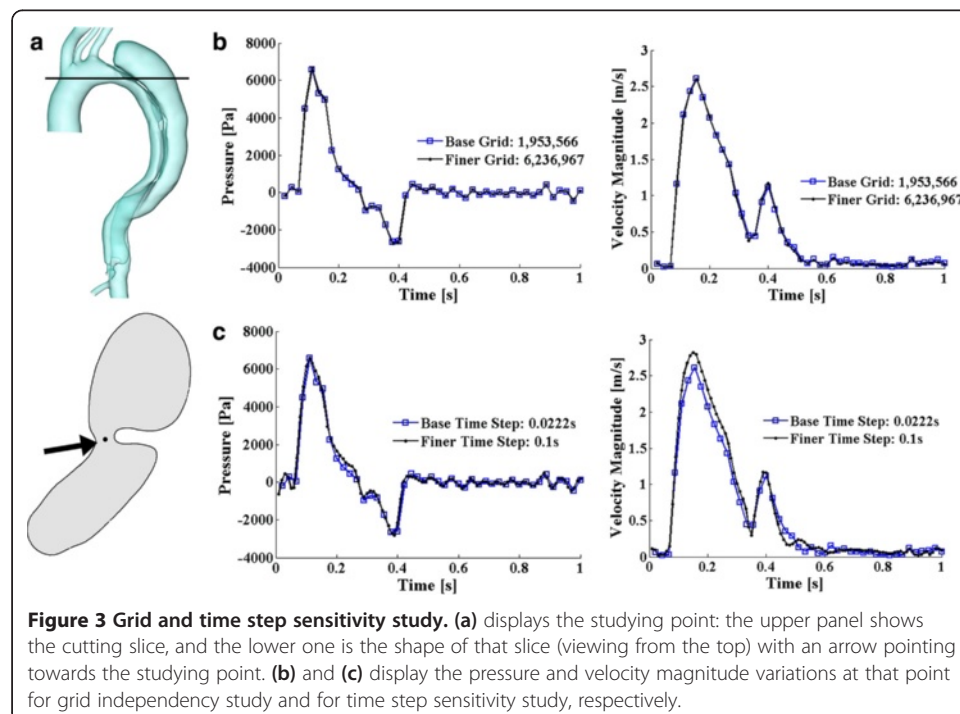 a
b
8000
6000
4000
2000
0
-2000
-4000
Pressure [Pa]
Base Grid: 1,953,566
Finer Grid: 6,236,967
0 0.2 0.4 0.6 0.8 1
Time [s]
3
2.5
2
1.5
1
0.5
0
Velocity Magnitude [m/s]
Base Grid: 1,953,566
Finer Grid: 6,236,967
0 0.2 0.4 0.6 0.8 1
Time [s]
c
8000
6000
4000
2000
0
-2000
-4000
Pressure [Pa]
Base Time Step: 0.0222s
Finer Time Step: 0.1s
0 0.2 0.4 0.6 0.8 1
Time [s]
3
2.5
2
1.5
1
0.5
0
Velocity Magnitude [m/s]
Base Time Step: 0.0222s
Finer Time Step: 0.1s
0 0.2 0.4 0.6 0.8 1
Time [s]
Figure 3 Grid and time step sensitivity study. (a) displays the studying point: the upper panel shows
the cutting slice, and the lower one is the shape of that slice (viewing from the top) with an arrow pointing
towards the studying point. (b) and (c) display the pressure and velocity magnitude variations at that point
for grid independency study and for time step sensitivity study, respectively.